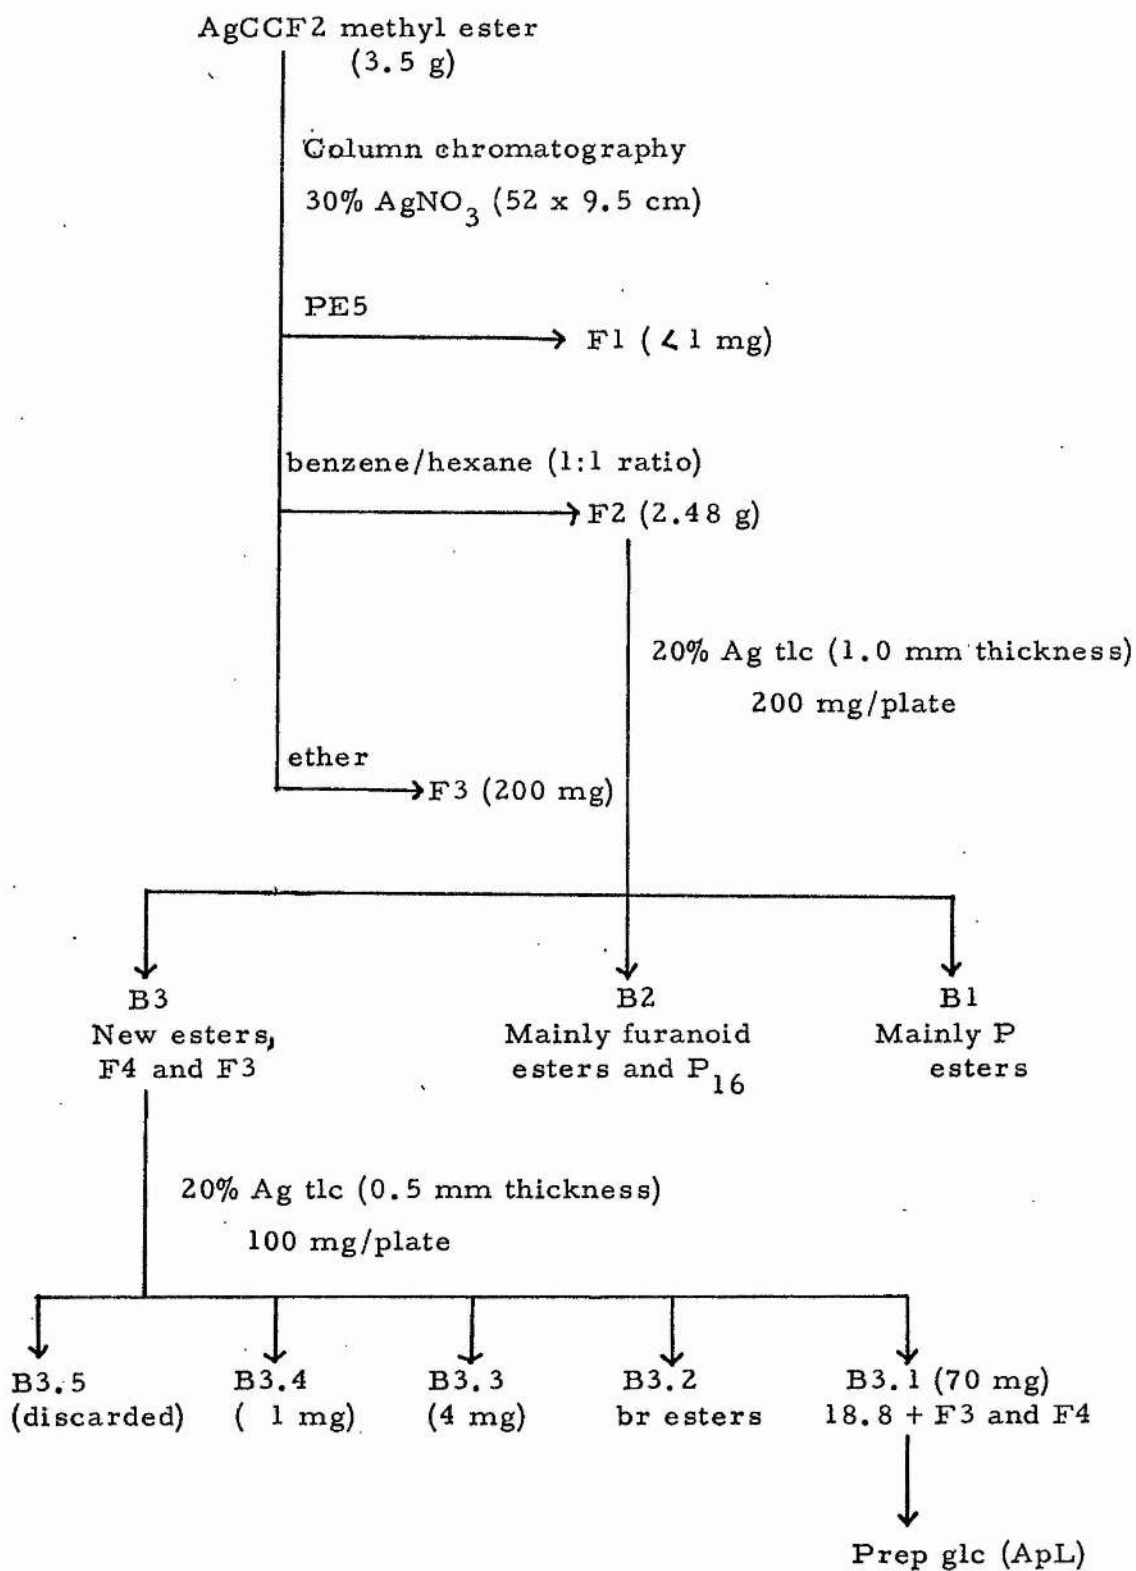 AgCCF2 methyl ester
(3.5 g)
Column chromatography
30% AgNO3 (52 x 9.5 cm)
PE5
F1 (< 1 mg)
benzene/hexane (1:1 ratio)
F2 (2.48 g)
20% Ag tlc (1.0 mm thickness)
200 mg/plate
ether
F3 (200 mg)
B3
New esters,
F4 and F3
B2
Mainly furanoid
esters and P16
B1
Mainly P
esters
20% Ag tlc (0.5 mm thickness)
100 mg/plate
B3.5
(discarded)
B3.4
( 1 mg)
B3.3
(4 mg)
B3.2
br esters
B3.1 (70 mg)
18.8 + F3 and F4
Prep glc (ApL)